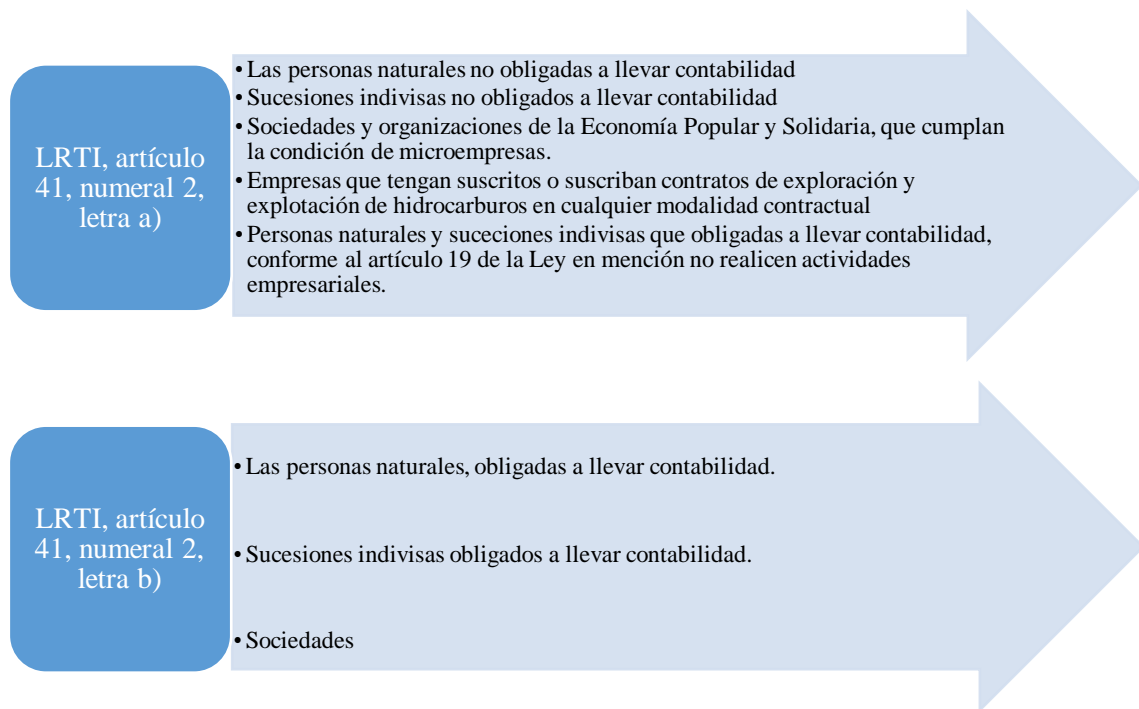 LRTI, artículo
41, numeral 2,
letra a)
• Las personas naturales no obligadas a llevar contabilidad
• Sucesiones indivisas no obligados a llevar contabilidad
• Sociedades y organizaciones de la Economía Popular y Solidaria, que cumplan
la condición de microempresas.
• Empresas que tengan suscritos o suscriban contratos de exploración y
explotación de hidrocarburos en cualquier modalidad contractual
• Personas naturales y suceciones indivisas que obligadas a llevar contabilidad,
conforme al artículo 19 de la Ley en mención no realicen actividades
empresariales.
LRTI, artículo
41, numeral 2,
letra b)
• Las personas naturales, obligadas a llevar contabilidad.
• Sucesiones indivisas obligados a llevar contabilidad.
• Sociedades